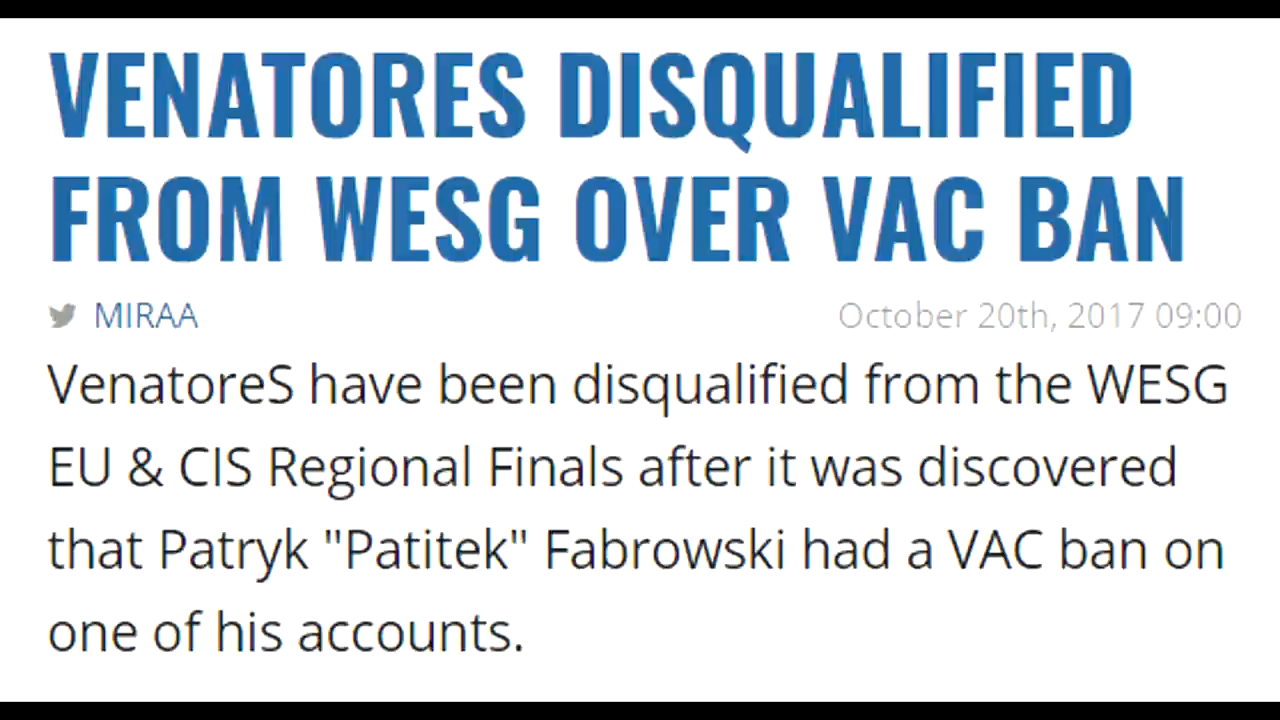 VENATORES DISQUALIFIED
FROM WESG OVER VAC BAN
MIRAA October 20th, 2017 09:00
VenatoreS have been disqualified from the WESG
EU & CIS Regional Finals after it was discovered
that Patryk "Patitek" Fabrowski had a VAC ban on
one of his accounts.